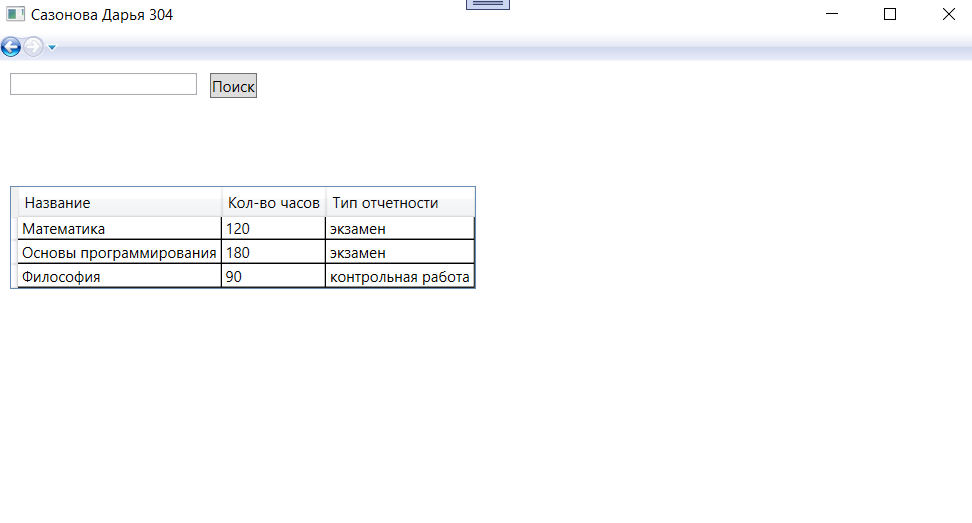 Сазонова Дарья 304
Поиск
Название Кол-во часов Тип отчетности
Математика 120 экзамен
Основы программирования 180 экзамен
Философия 90 контрольная работа